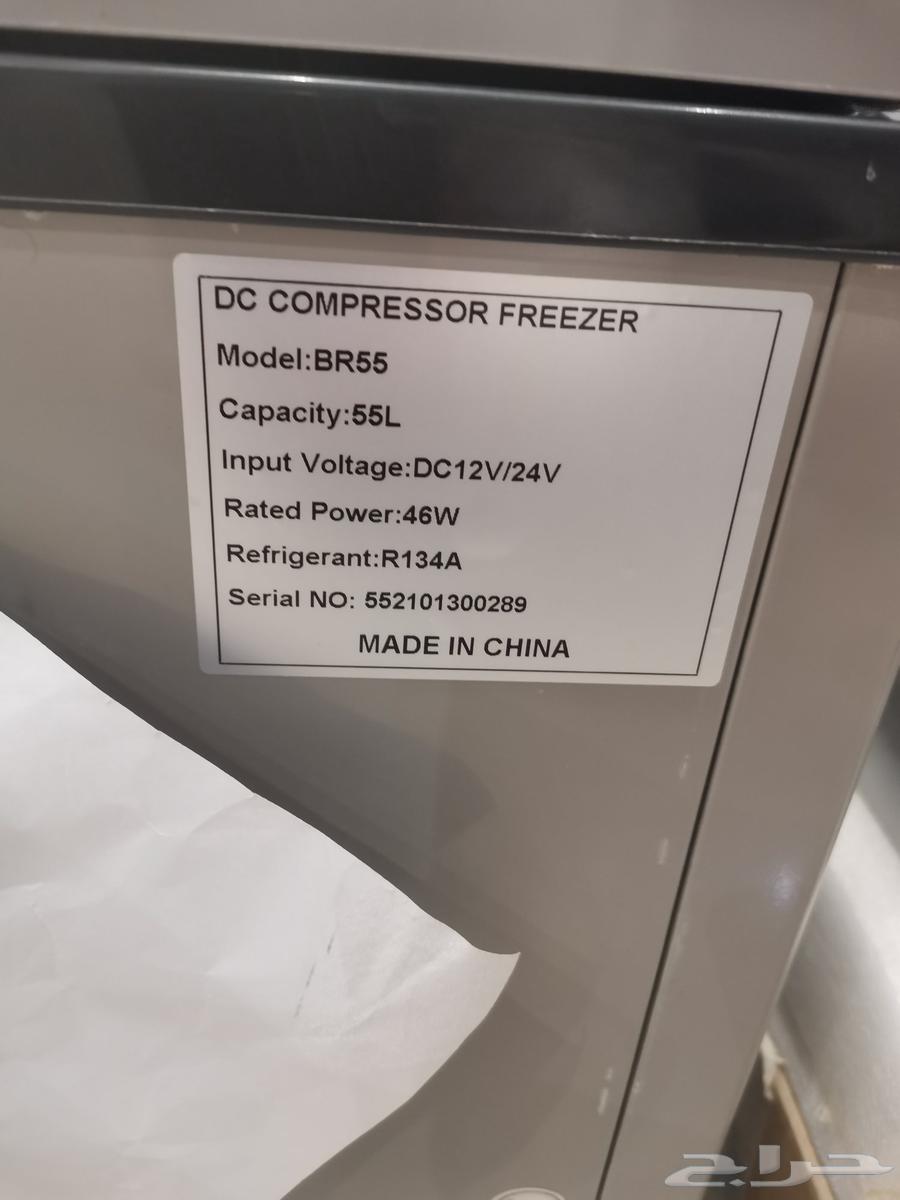 DC COMPRESSOR FREEZER
Model:BR55
Capacity:55L
Input Voltage:DC12V/24V
Rated Power:46W
Refrigerant:R134A
Serial NO: 552101300289
MADE IN CHINA
حراج